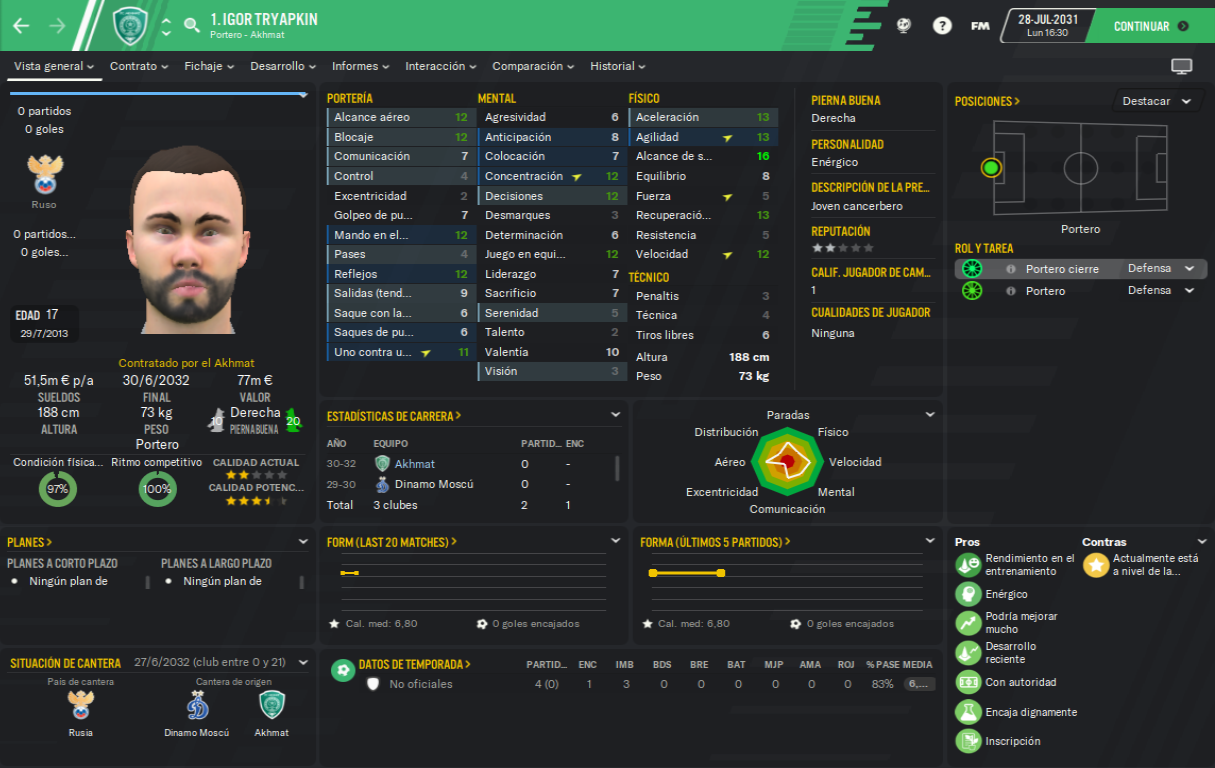 1. IGOR TRYAPKIN
Portero - Akhmat
FM
28-JUL-2031
Lun 16:30
CONTINUAR
Vista general
Contrato
Fichaje
Desarrollo
Informes
Interacción
Comparación
Historial
0 partidos
0 goles
Ruso
0 partidos...
0 goles...
EDAD 17
29/7/2013
Contratado por el Akhmat
51,5m € p/a
SUELDOS
30/6/2032
FINAL
77m €
VALOR
188 cm
ALTURA
73 kg
PESO
10
Derecha
PIERNA BUENA
20
Portero
Condición física...
97%
Ritmo competitivo
100%
CALIDAD ACTUAL
CALIDAD POTENC...
PORTERÍA
Alcance aéreo 12
Blocaje 12
Comunicación 7
Control 4
Excentricidad 2
Golpeo de pu... 7
Mando en el... 12
Pases 4
Reflejos 12
Salidas (tend... 9
Saque con la... 6
Saques de pu... 6
Uno contra u... 11
MENTAL
Agresividad 6
Anticipación 8
Colocación 7
Concentración 12
Decisiones 12
Desmarques 3
Determinación 6
Juego en equi... 12
Liderazgo 7
Sacrificio 7
Serenidad 5
Talento 2
Valentía 10
Visión 3
FÍSICO
Aceleración 13
Agilidad 13
Alcance de s... 16
Equilibrio 8
Fuerza 5
Recuperació... 13
Resistencia 5
Velocidad 12
TÉCNICO
Penaltis 3
Técnica 4
Tiros libres 6
Altura 188 cm
Peso 73 kg
PIERNA BUENA
Derecha
PERSONALIDAD
Enérgico
DESCRIPCIÓN DE LA PRE...
Joven cancerbero
REPUTACIÓN
CALIF. JUGADOR DE CAM...
1
CUALIDADES DE JUGADOR
Ninguna
POSICIONES >
Destacar
Portero
ROL Y TAREA
Portero cierre Defensa
Portero Defensa
ESTADÍSTICAS DE CARRERA >
AÑO EQUIPO PARTID... ENC
30-32 Akhmat 0 -
29-30 Dinamo Moscú 0 -
Total 3 clubes 2 1
Paradas
Distribución
Físico
Aéreo
Velocidad
Excentricidad
Mental
Comunicación
PLANES >
PLANES A CORTO PLAZO
Ningún plan de
PLANES A LARGO PLAZO
Ningún plan de
FORM (LAST 20 MATCHES) >
Cal. med: 6,80
0 goles encajados
FORMA (ÚLTIMOS 5 PARTIDOS) >
Cal. med: 6,80
0 goles encajados
Pros
Rendimiento en el
entrenamiento
Enérgico
Podría mejorar
mucho
Desarrollo
reciente
Con autoridad
Encaja dignamente
Inscripción
Contras
Actualmente está
a nivel de la...
SITUACIÓN DE CANTERA
27/6/2032 (club entre 0 y 21)
País de cantera
Rusia
Cantera de origen
Dinamo Moscú
Akhmat
DATOS DE TEMPORADA >
PARTID... ENC IMB BDS BRE BAT MJP AMA ROJ % PASE MEDIA
No oficiales 4 (0) 1 3 0 0 0 0 0 0 83% 6,...